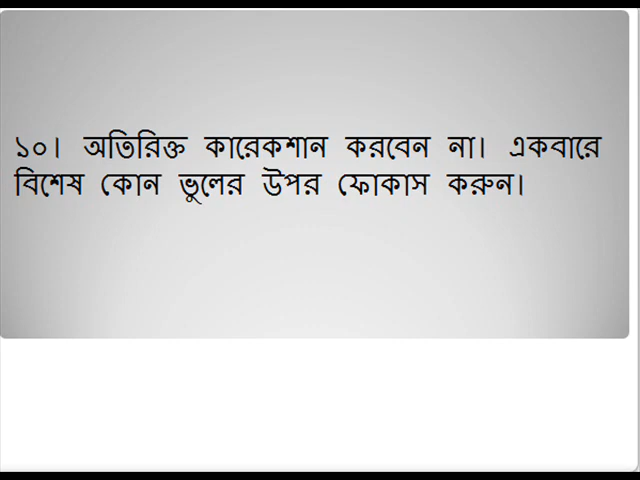 ১০। অতিরিক্ত কারেকশান করবেন না। একবারে
বিশেষ কোন ভুলের উপর ফোকাস করুন।